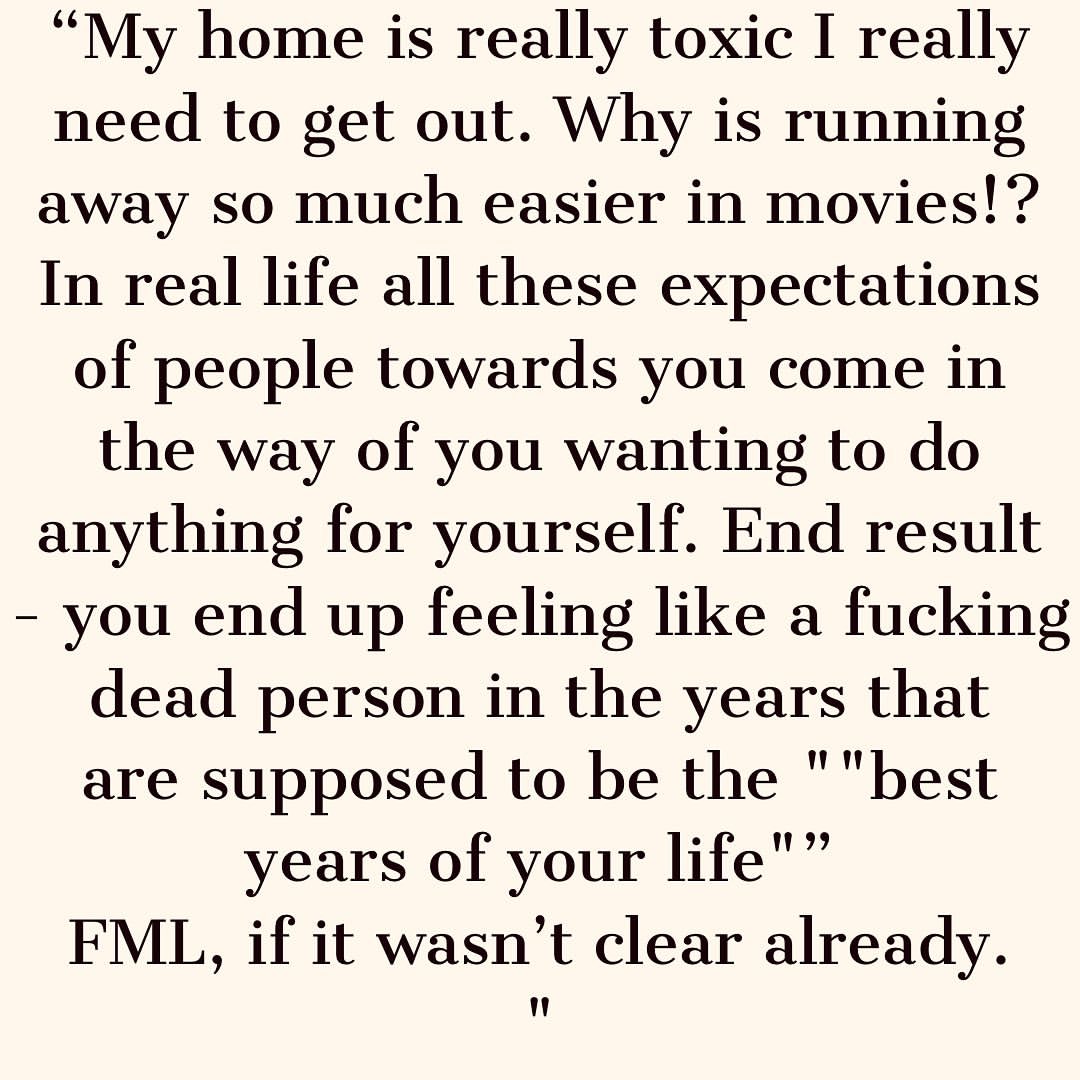 “My home is really toxic I really
need to get out. Why is running
away so much easier in movies!?
In real life all these expectations
of people towards you come in
the way of you wanting to do
anything for yourself. End result
- you end up feeling like a fucking
dead person in the years that
are supposed to be the ""best
years of your life"”
FML, if it wasn’t clear already.
"